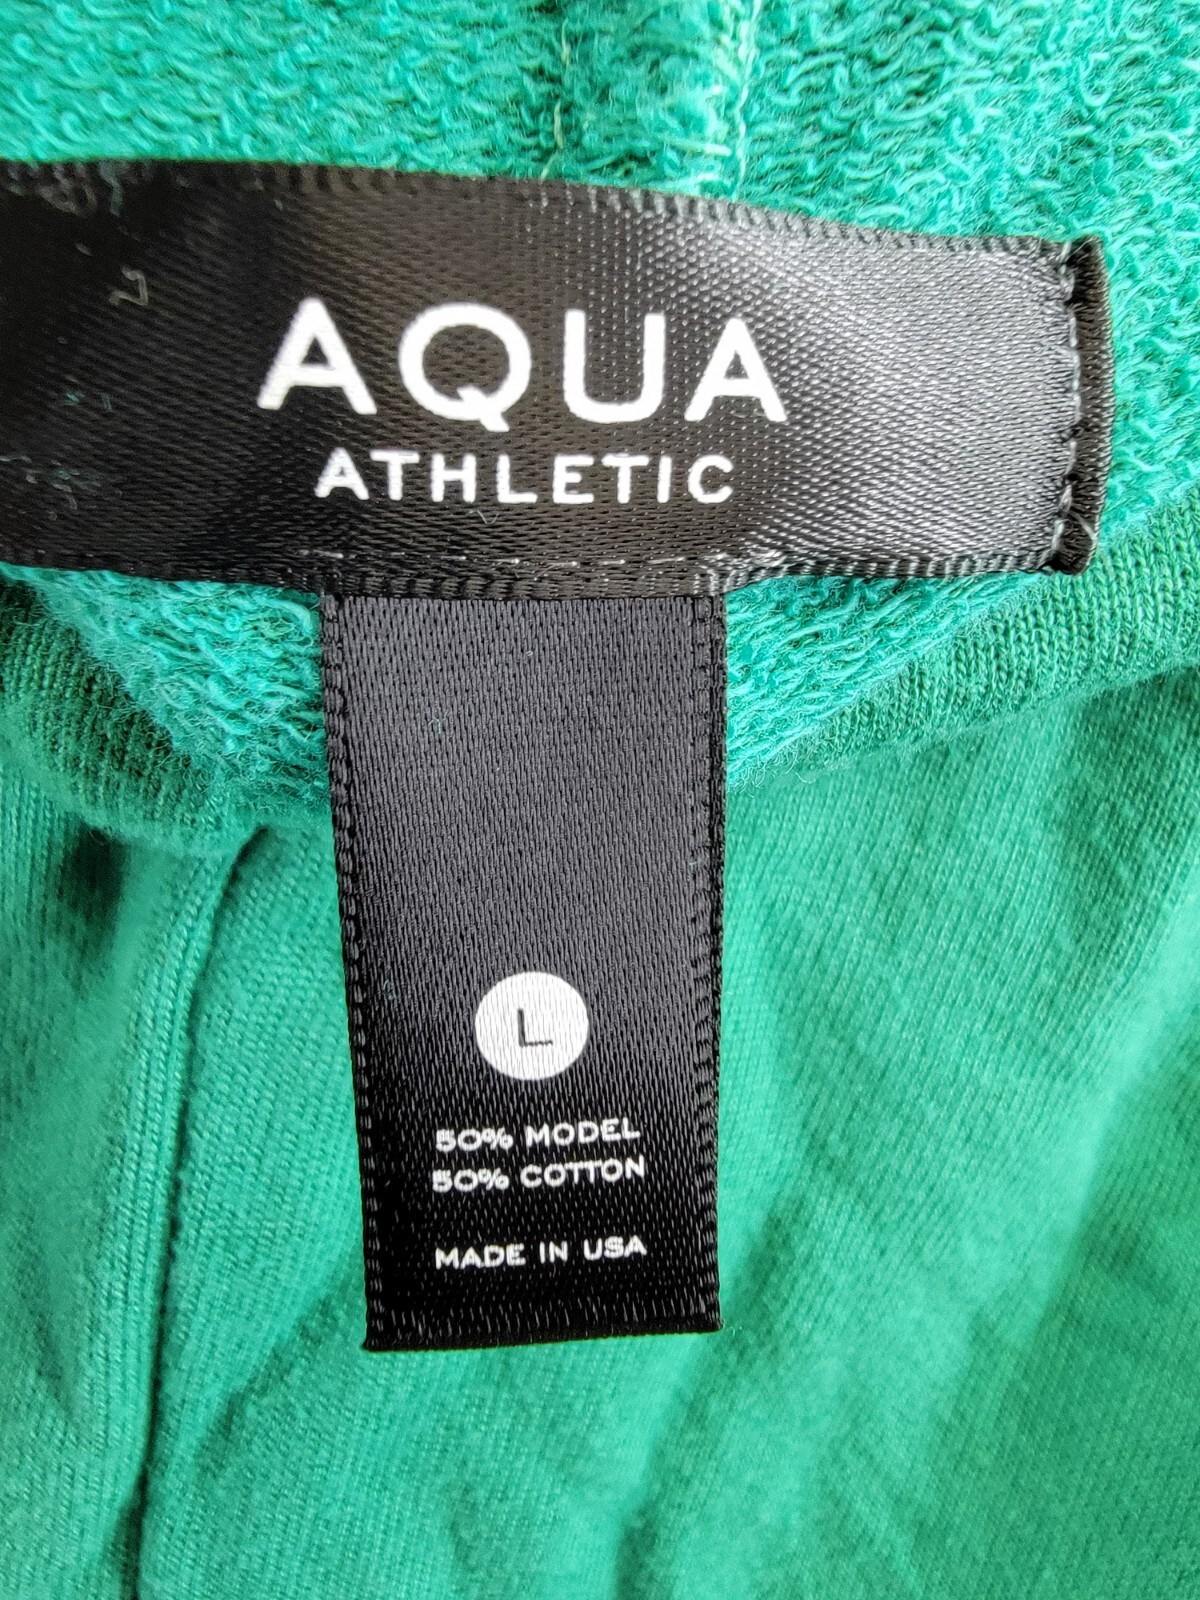 AQUA
ATHLETIC
L
50% MODEL
50% COTTON
MADE IN USA